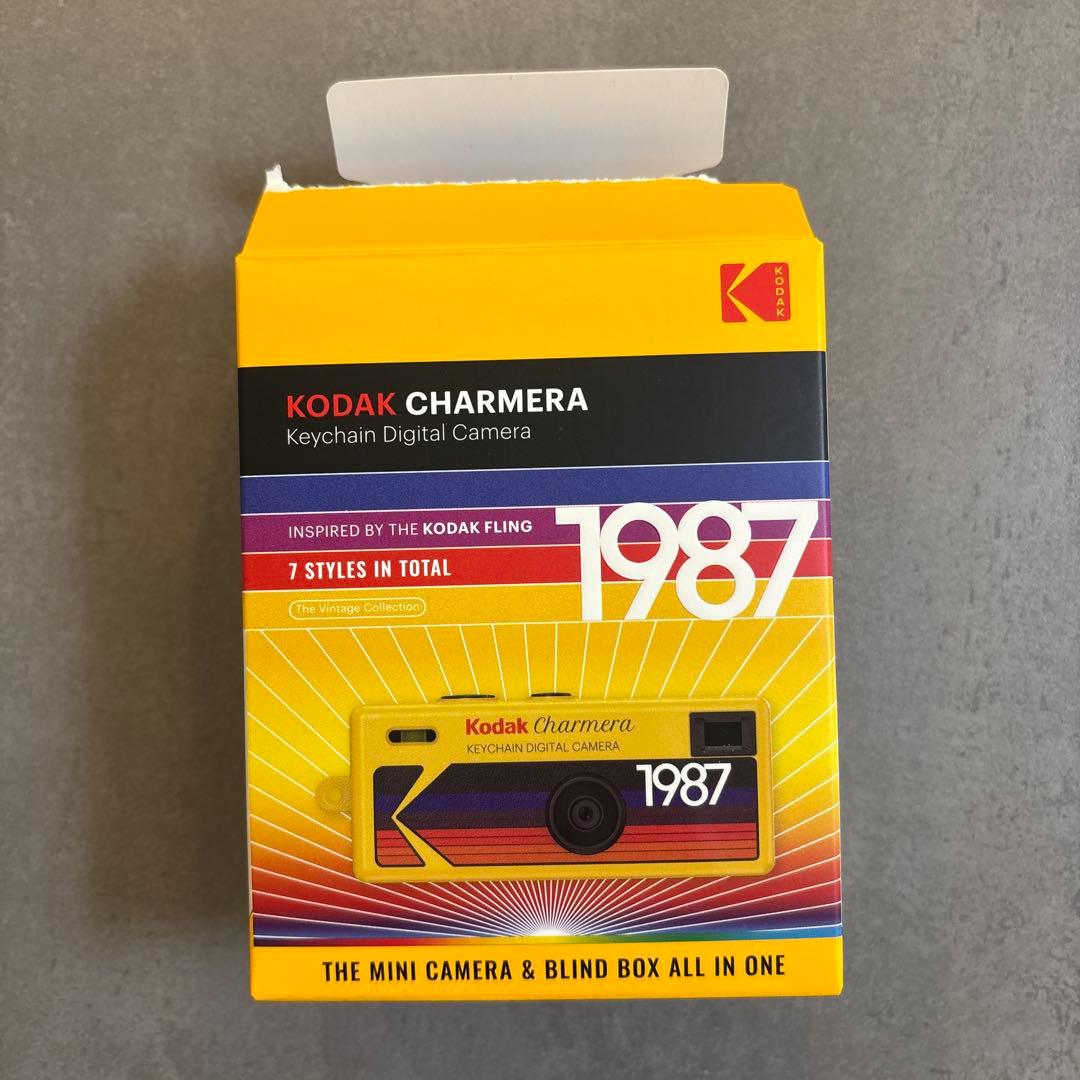 KODAK
KODAK CHARMERA
Keychain Digital Camera
INSPIRED BY THE KODAK FLING
1987
7 STYLES IN TOTAL
The Vintage Collection
Kodak Charmera
KEYCHAIN DIGITAL CAMERA
1987
THE MINI CAMERA & BLIND BOX ALL IN ONE